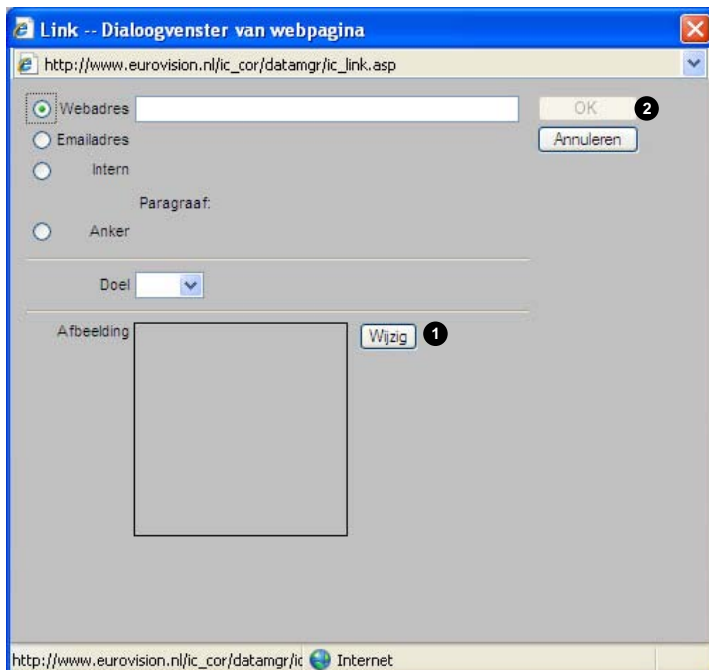 Link -- Dialoogvenster van webpagina
http://www.eurovision.nl/ic_cor/datamgr/ic_link.asp
Webadres OK 2
Emailadres Annuleren
Intern
Paragraaf:
Anker
Doel
Afbeelding Wijzig 1
http://www.eurovision.nl/ic_cor/datamgr/ic Internet